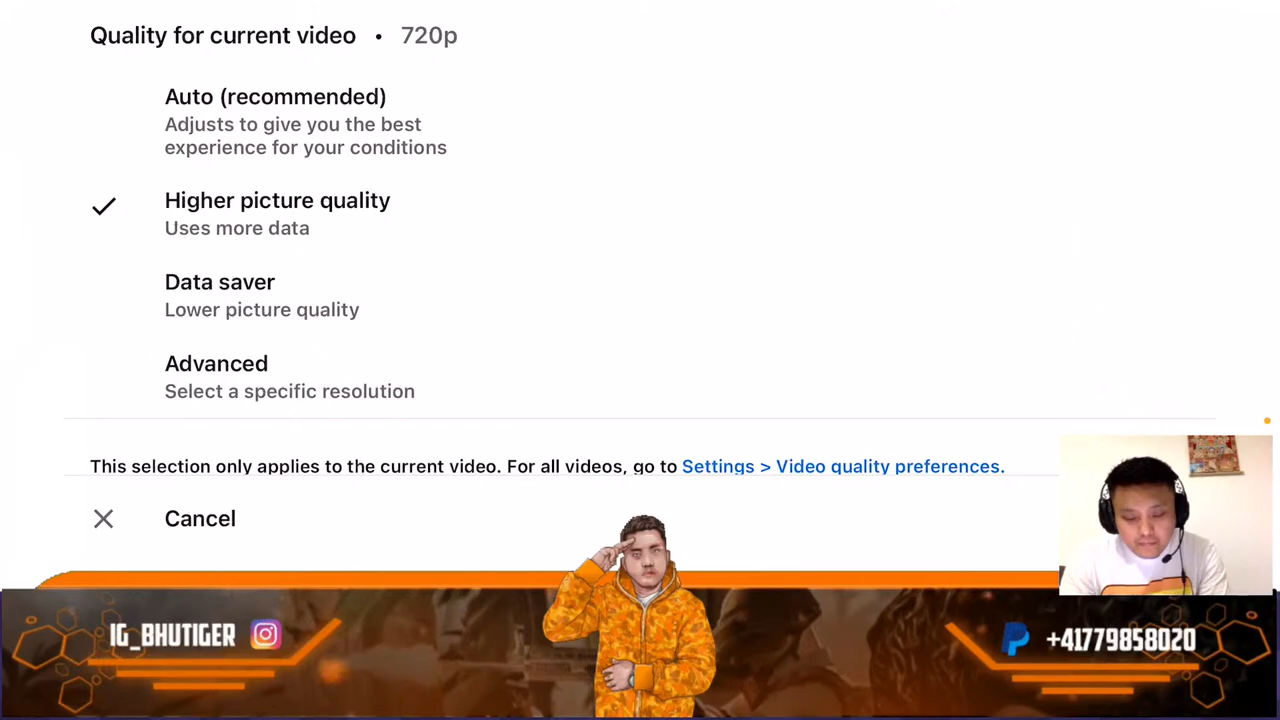 Quality for current video • 720p
Auto (recommended)
Adjusts to give you the best
experience for your conditions
Higher picture quality
Uses more data
Data saver
Lower picture quality
Advanced
Select a specific resolution
This selection only applies to the current video. For all videos, go to Settings > Video quality preferences.
Cancel
IG_BHUTIGER
+41779858020